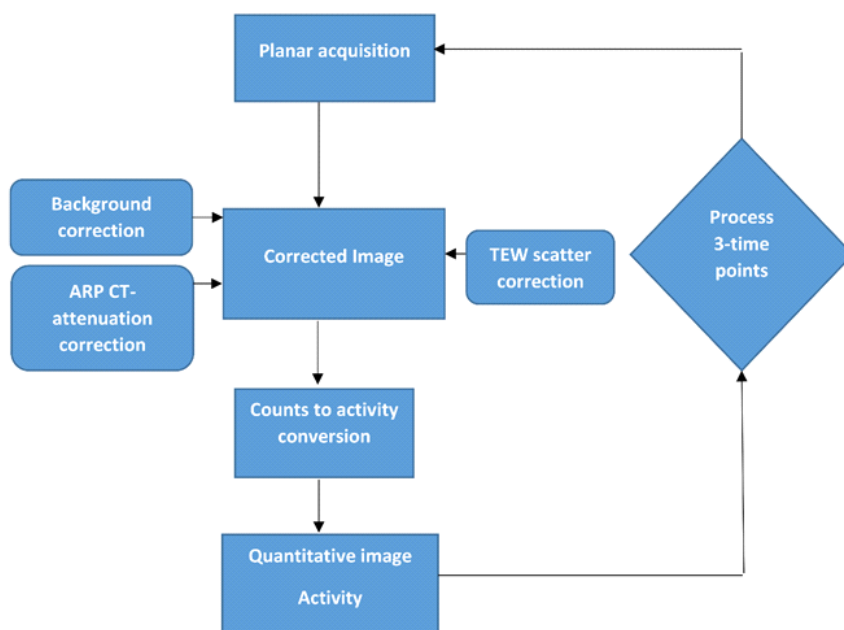 Planar acquisition
Background
correction
Corrected Image
TEW scatter
correction
Process
3-time
points
ARP CT-
attenuation
correction
Counts to activity
conversion
Quantitative image
Activity